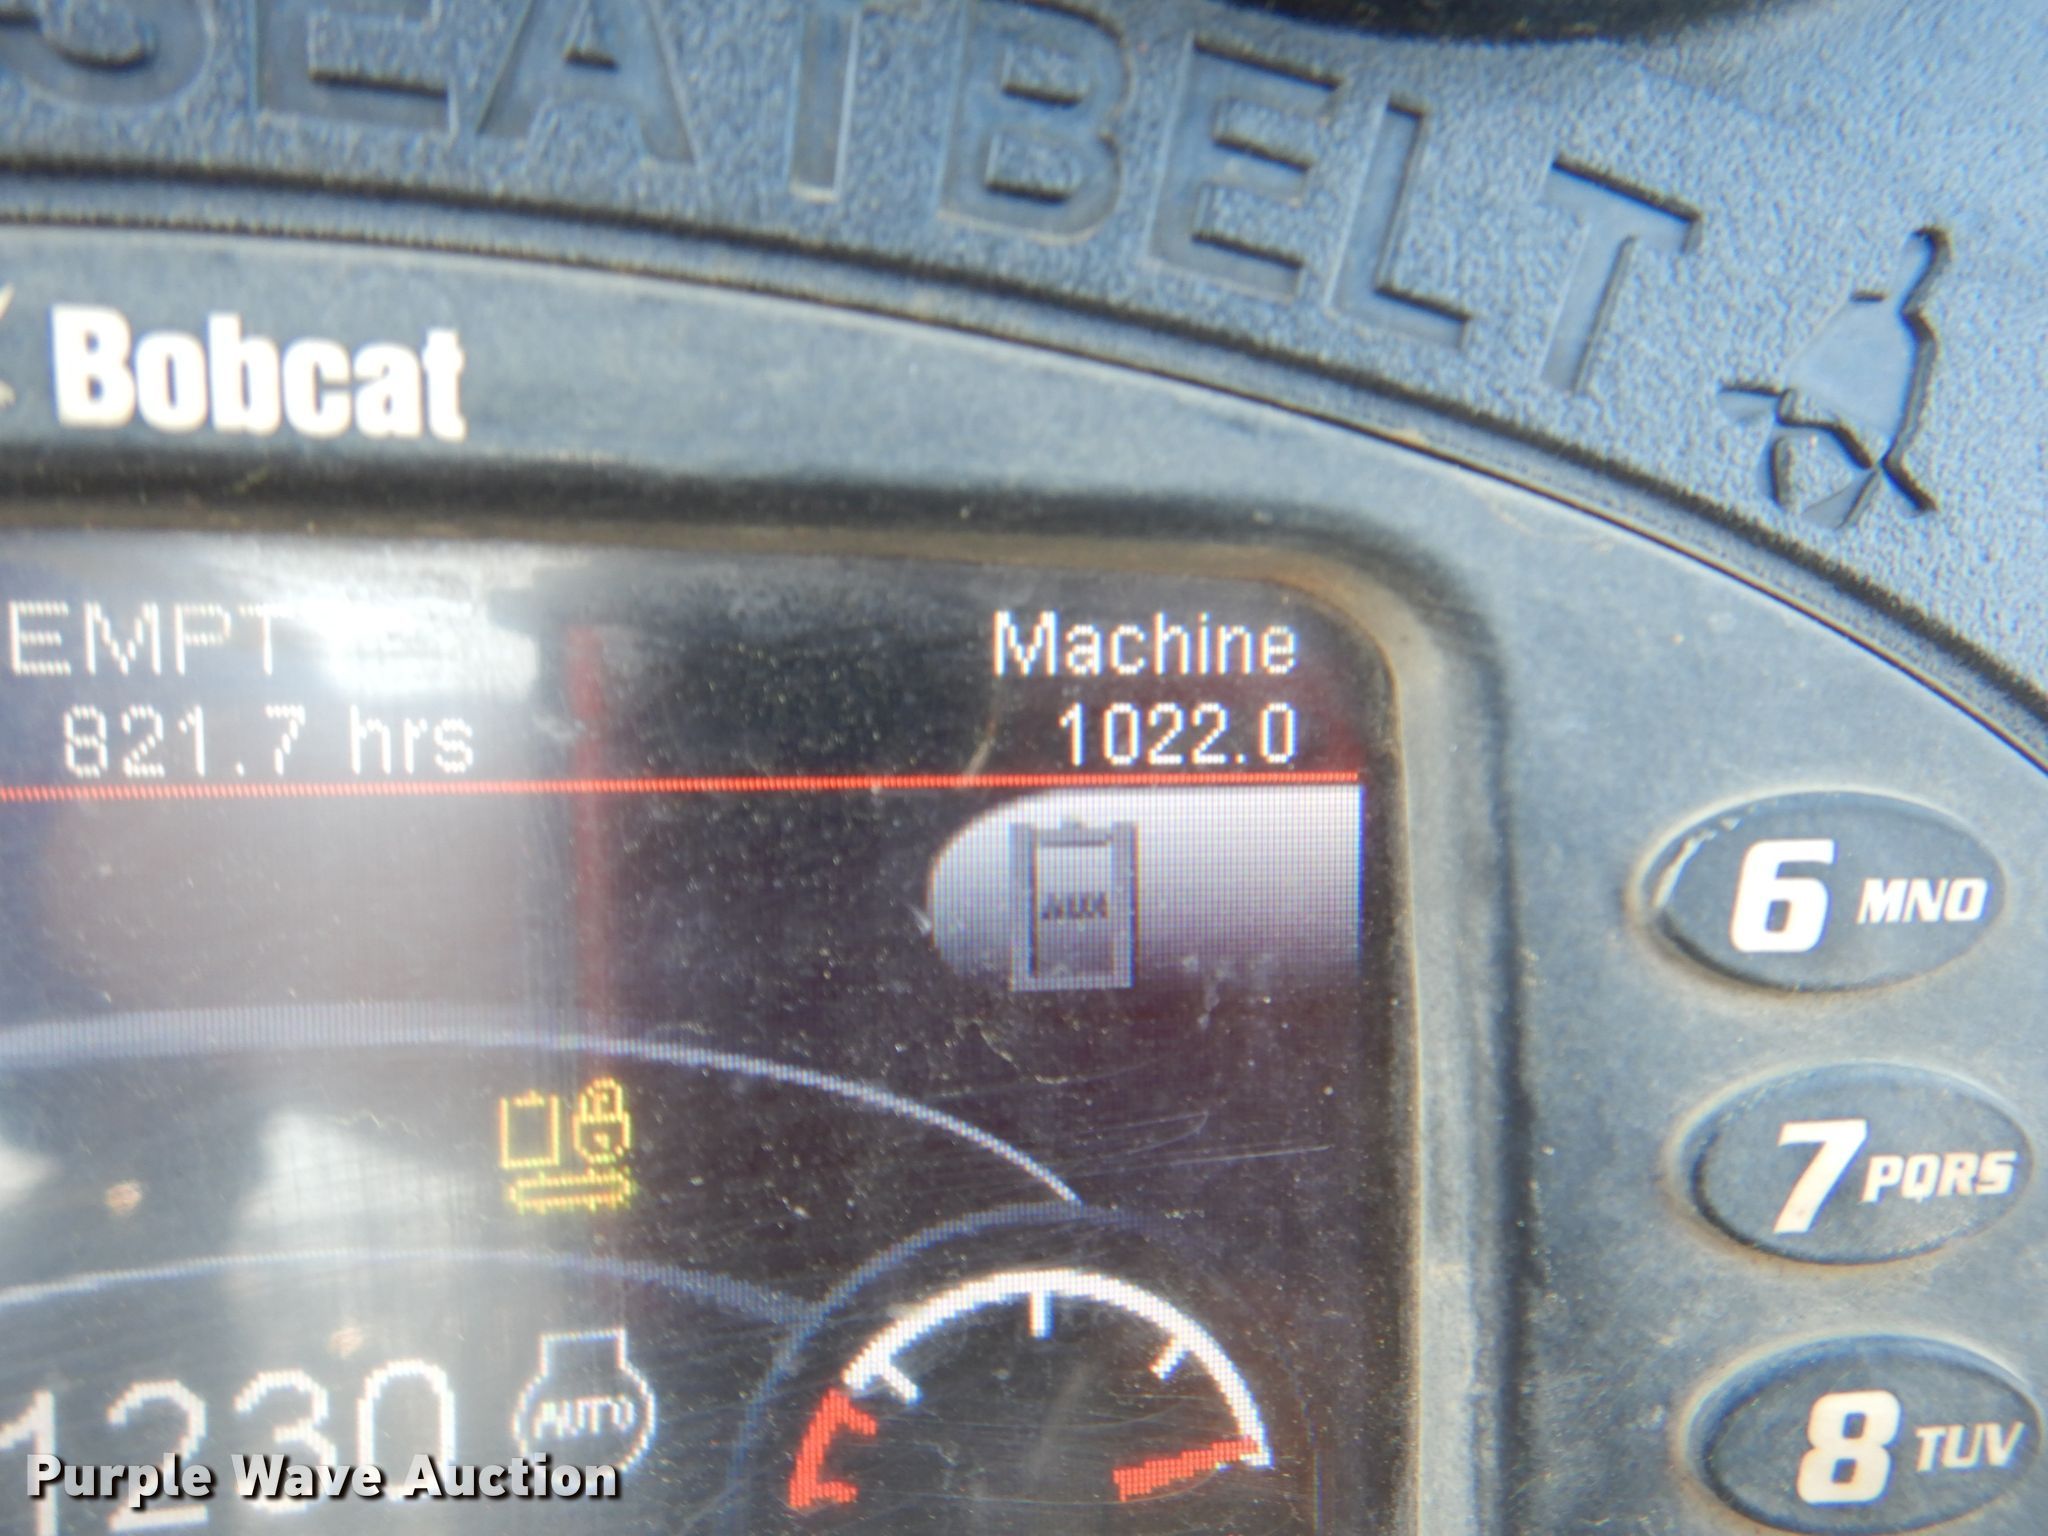 SEATBELT
Bobcat
EMPT
Machine
821.7 hrs
1022.0
AUX
6 MNO
7 PQRS
8 TUV
1230
AUTO
Purple Wave Auction